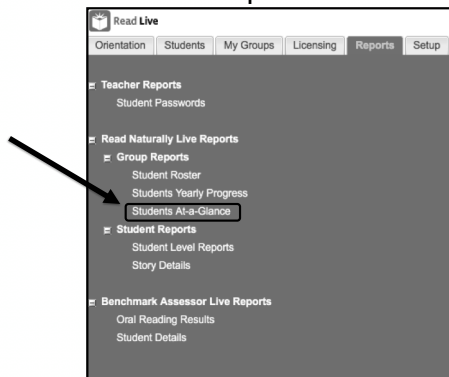 Read Live
Orientation Students My Groups Licensing Reports Setup
Teacher Reports
Student Passwords
Read Naturally Live Reports
Group Reports
Student Roster
Students Yearly Progress
Students At-a-Glance
Student Reports
Student Level Reports
Story Details
Benchmark Assessor Live Reports
Oral Reading Results
Student Details